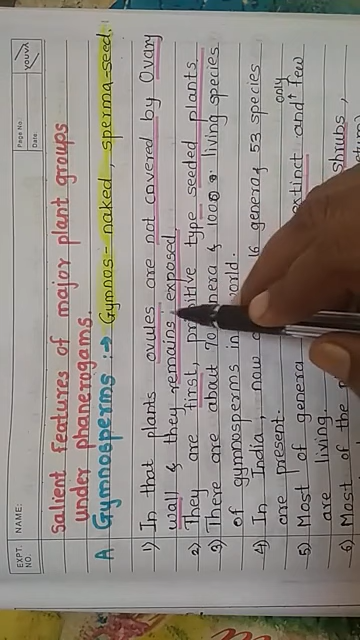 Page No.
Date.
YOUVA
EXPT. NO.
NAME:
Salient features of major plant groups
under phanerogams.
A Gymnosperms :→ Gymnos - naked, sperma - seed.
1) In that plants ovules are not covered by Ovary
wall & they remains exposed.
2) They are first, primitive type seeded plants.
3) There are about 70 genera & 1000 living species
of gymnosperms in world.
4) In India, now 16 genera & 53 species
are present.
5) Most of genera extinct and ↑only few
are living.
6) Most of the shrubs,